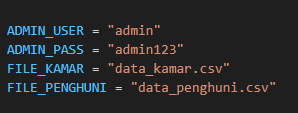 ADMIN_USER = "admin"
ADMIN_PASS = "admin123"
FILE_KAMAR = "data_kamar.csv"
FILE_PENGHUNI = "data_penghuni.csv"